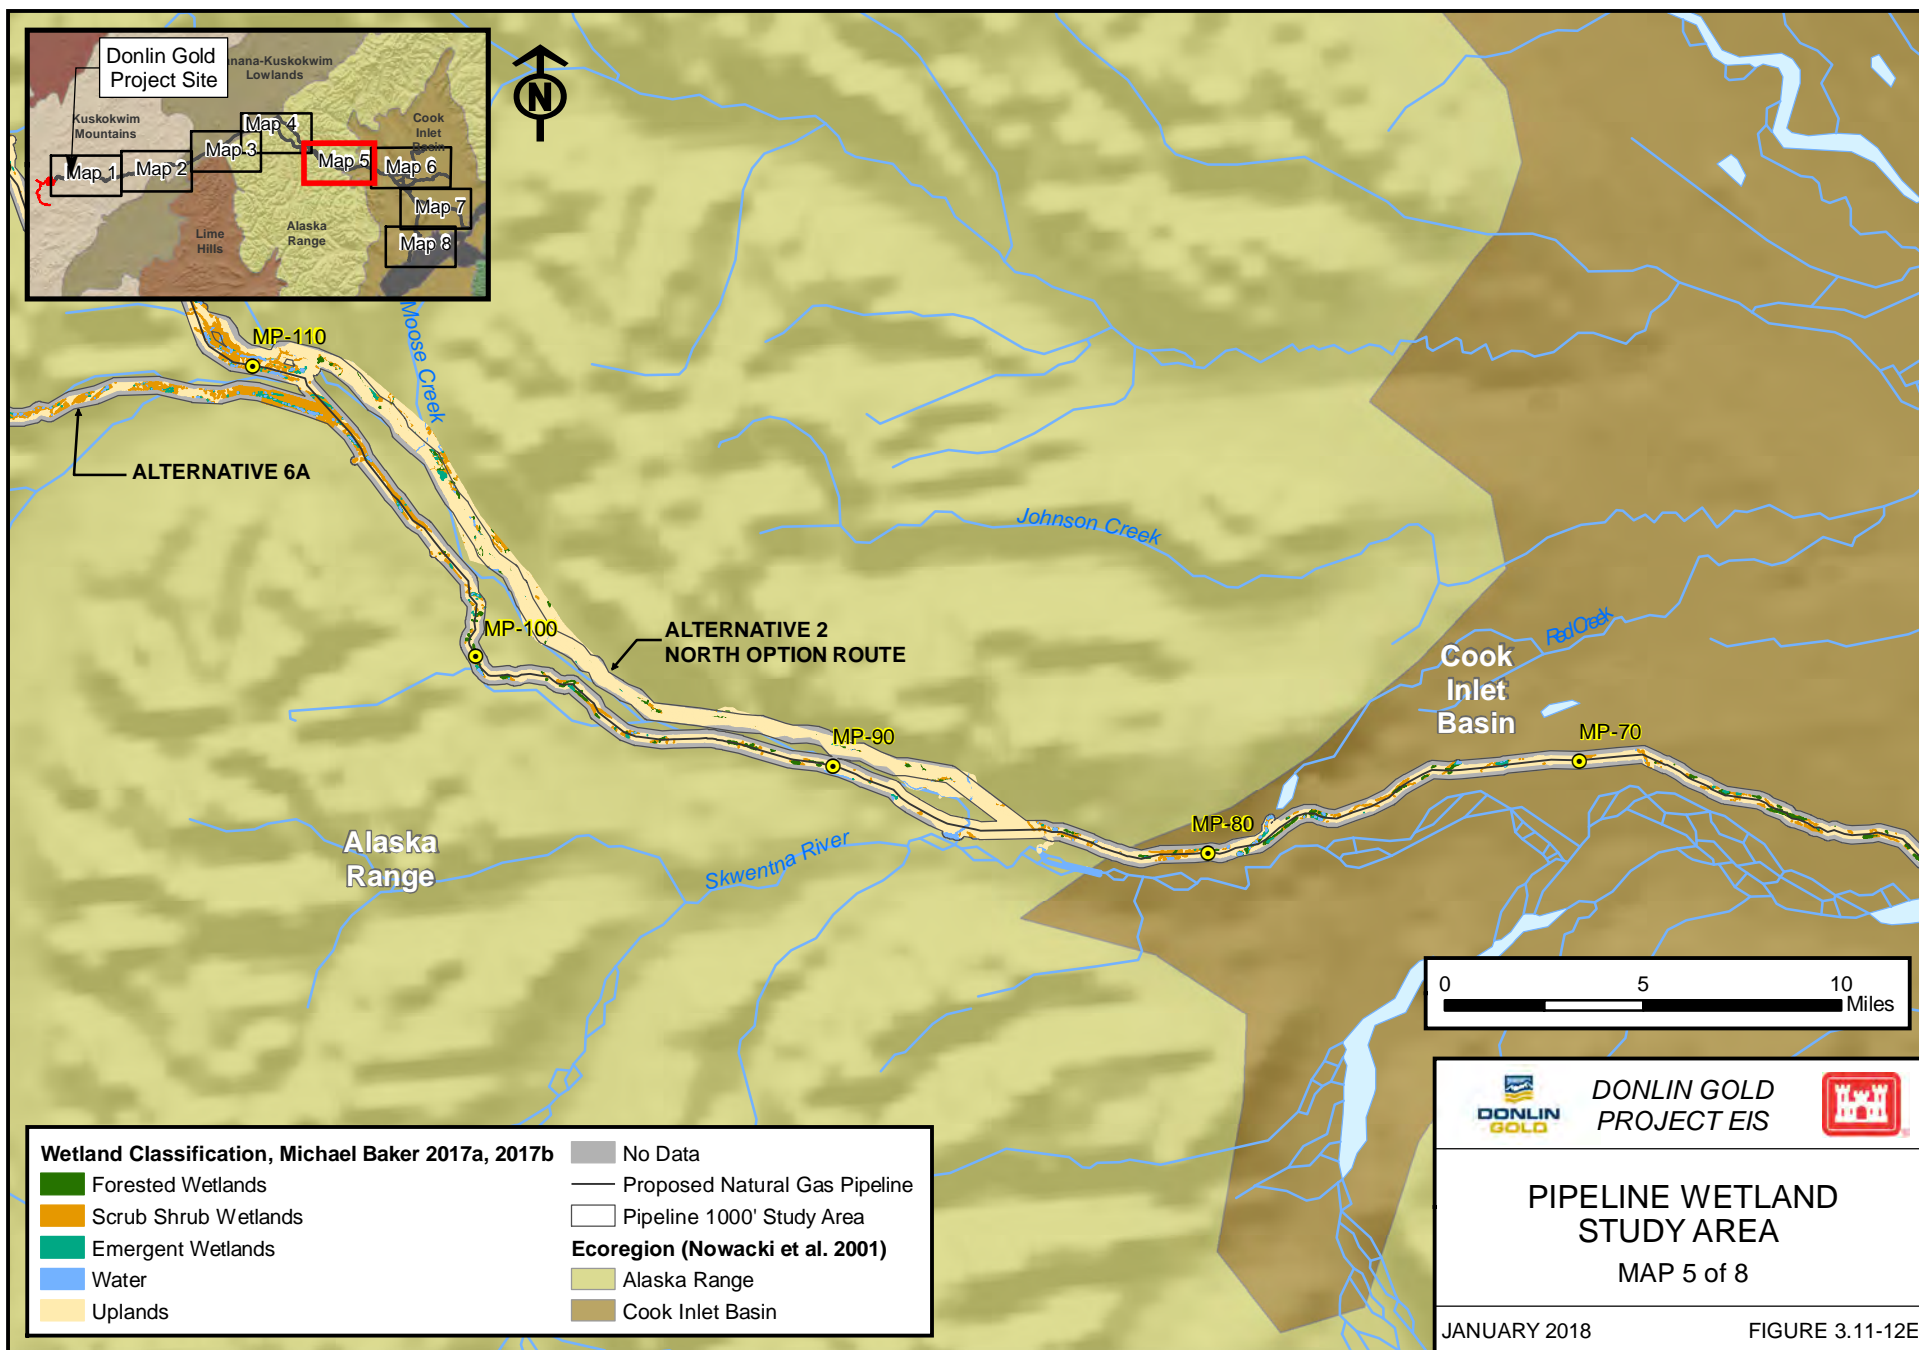 Donlin Gold
Project Site
nana-Kuskokwim
Lowlands
Kuskokwim
Mountains
Cook
Inlet
Basin
Lime
Hills
Alaska
Range
Map 1
Map 2
Map 3
Map 4
Map 5
Map 6
Map 7
Map 8
N
Moose Creek
MP-110
ALTERNATIVE 6A
Johnson Creek
MP-100
ALTERNATIVE 2
NORTH OPTION ROUTE
Red Creek
Cook
Inlet
Basin
MP-90
MP-70
MP-80
Alaska
Range
Skwentna River
0 5 10
Miles
Wetland Classification, Michael Baker 2017a, 2017b
Forested Wetlands
Scrub Shrub Wetlands
Emergent Wetlands
Water
Uplands
No Data
Proposed Natural Gas Pipeline
Pipeline 1000' Study Area
Ecoregion (Nowacki et al. 2001)
Alaska Range
Cook Inlet Basin
DONLIN
GOLD
DONLIN GOLD
PROJECT EIS
PIPELINE WETLAND
STUDY AREA
MAP 5 of 8
JANUARY 2018
FIGURE 3.11-12E